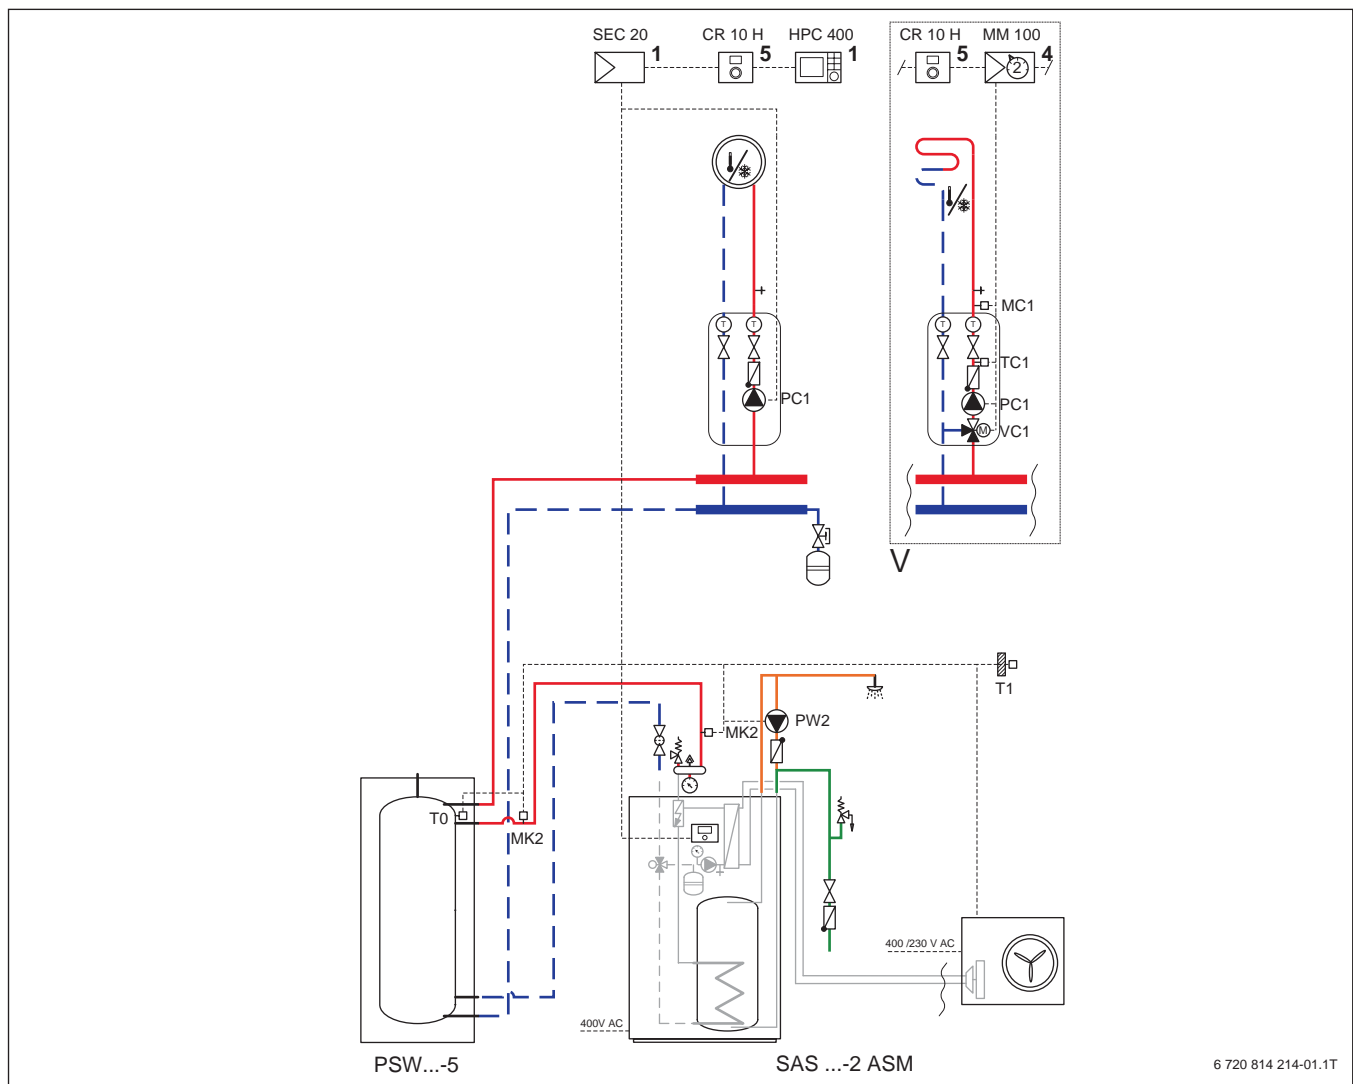 SEC 20 CR 10 H HPC 400 CR 10 H MM 100
1 5 1 5 4
2
T T T T
MC1
TC1
PC1 PC1
M VC1
V
T1
PW2
MK2
T0
MK2
400 /230 V AC
400V AC
PSW...-5 SAS ...-2 ASM
6 720 814 214-01.1T